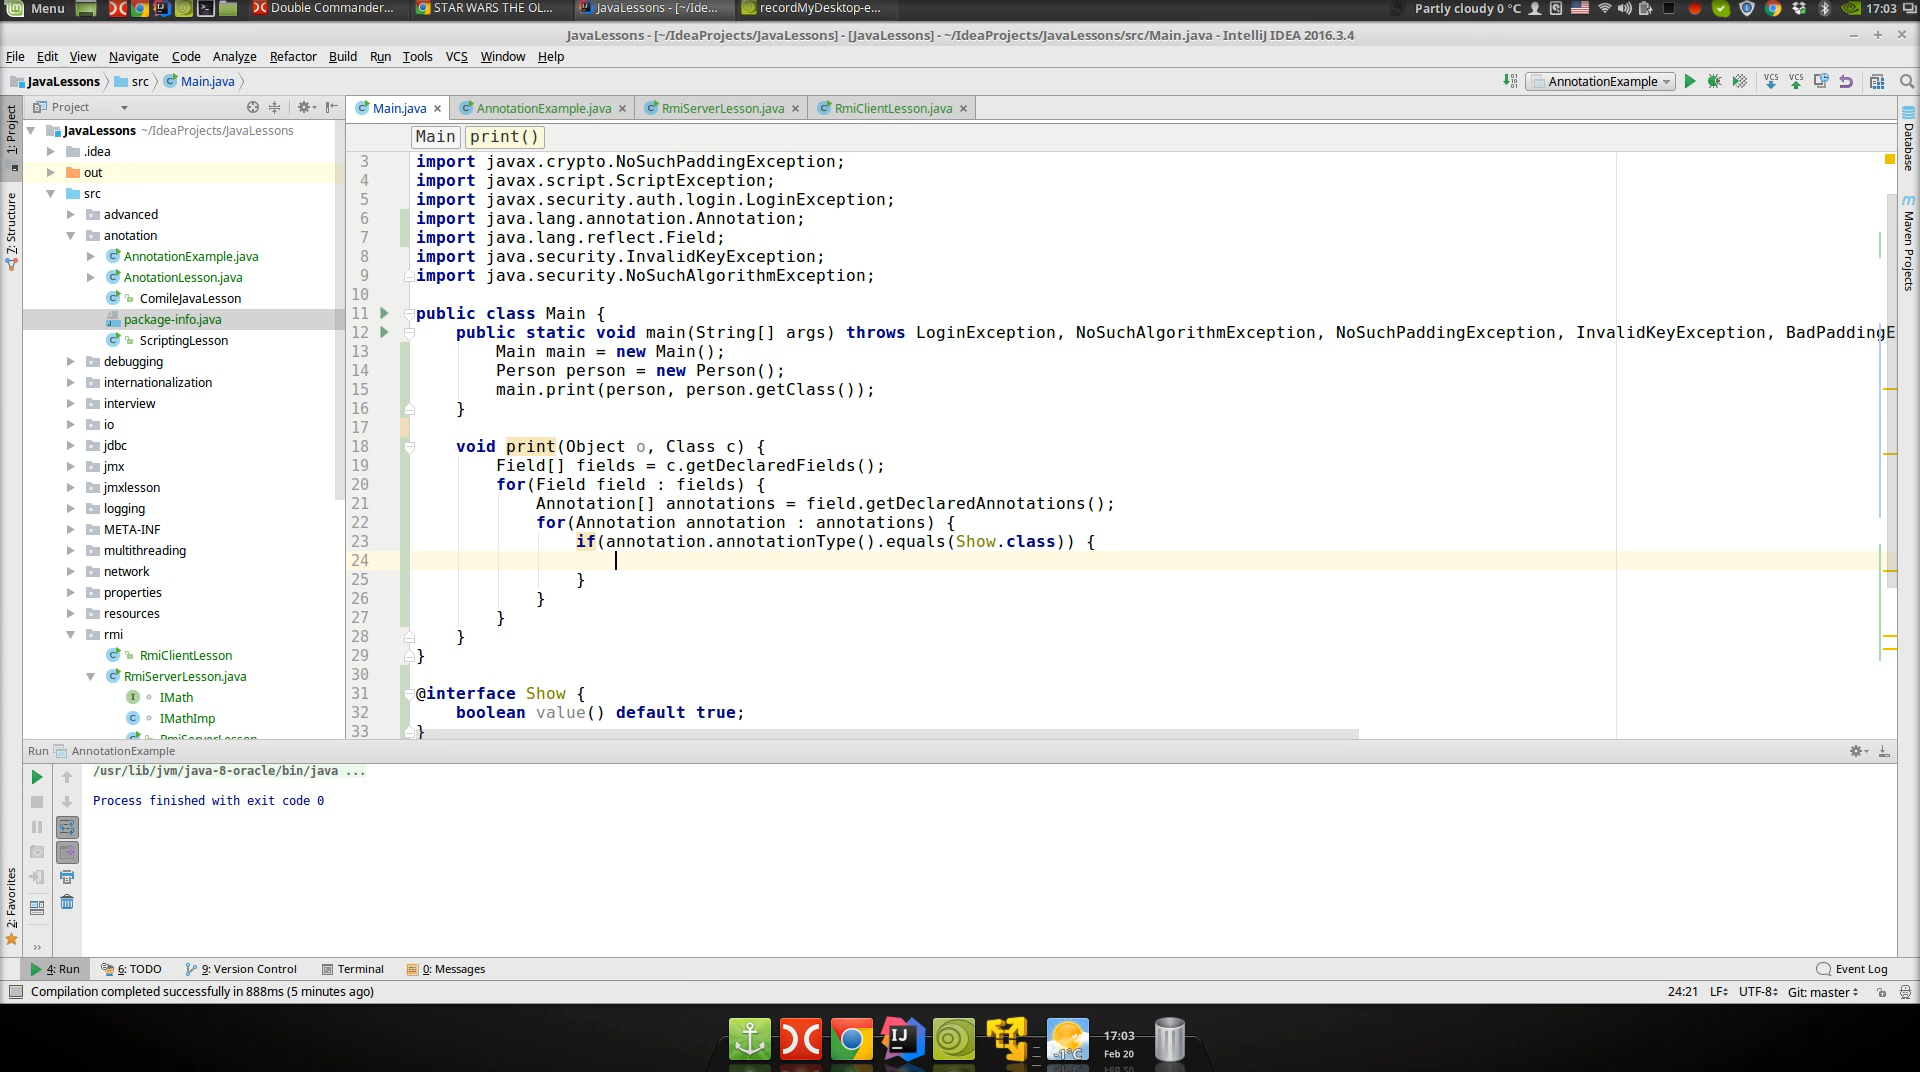 Menu
Double Commander...
STAR WARS THE OL...
JavaLessons - [~/Ide...
recordMyDesktop-e...
Partly cloudy 0 °C
17:03
JavaLessons - [~/IdeaProjects/JavaLessons] - [JavaLessons] - ~/IdeaProjects/JavaLessons/src/Main.java - IntelliJ IDEA 2016.3.4
File Edit View Navigate Code Analyze Refactor Build Run Tools VCS Window Help
JavaLessons src Main.java
AnnotationExample
VCS VCS
Project
Main.java AnnotationExample.java RmiServerLesson.java RmiClientLesson.java
Main print()
1: Project
7: Structure
2: Favorites
Database
Maven Projects
JavaLessons ~/IdeaProjects/JavaLessons
.idea
out
src
advanced
anotation
AnnotationExample.java
AnotationLesson.java
ComileJavaLesson
package-info.java
ScriptingLesson
debugging
internationalization
interview
io
jdbc
jmx
jmxlesson
logging
META-INF
multithreading
network
properties
resources
rmi
RmiClientLesson
RmiServerLesson.java
IMath
IMathImp
RmiServerLesson
3 import javax.crypto.NoSuchPaddingException;
4 import javax.script.ScriptException;
5 import javax.security.auth.login.LoginException;
6 import java.lang.annotation.Annotation;
7 import java.lang.reflect.Field;
8 import java.security.InvalidKeyException;
9 import java.security.NoSuchAlgorithmException;
10
11 public class Main {
12 public static void main(String[] args) throws LoginException, NoSuchAlgorithmException, NoSuchPaddingException, InvalidKeyException, BadPaddingE
13 Main main = new Main();
14 Person person = new Person();
15 main.print(person, person.getClass());
16 }
17
18 void print(Object o, Class c) {
19 Field[] fields = c.getDeclaredFields();
20 for(Field field : fields) {
21 Annotation[] annotations = field.getDeclaredAnnotations();
22 for(Annotation annotation : annotations) {
23 if(annotation.annotationType().equals(Show.class)) {
24
25 }
26 }
27 }
28 }
29 }
30
31 @interface Show {
32 boolean value() default true;
33 }
Run AnnotationExample
/usr/lib/jvm/java-8-oracle/bin/java ...
Process finished with exit code 0
4: Run 6: TODO 9: Version Control Terminal 0: Messages Event Log
Compilation completed successfully in 888ms (5 minutes ago)
24:21 LF UTF-8 Git: master
IJ
-1°C
17:03
Feb 20